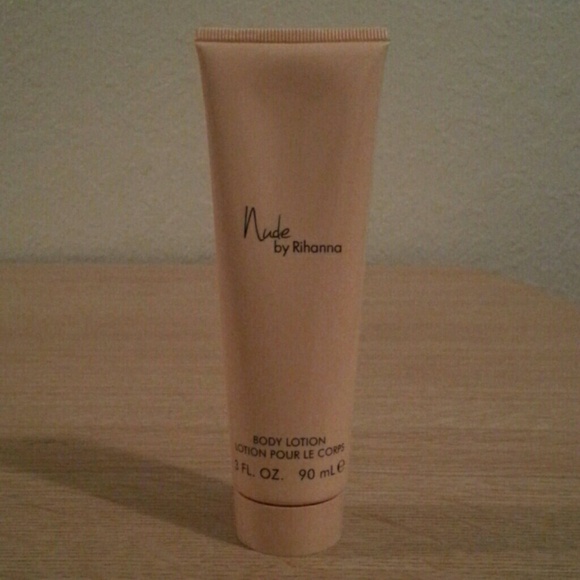 Nude
by Rihanna
BODY LOTION
LOTION POUR LE CORPS
3 FL. OZ. 90 mL ℮